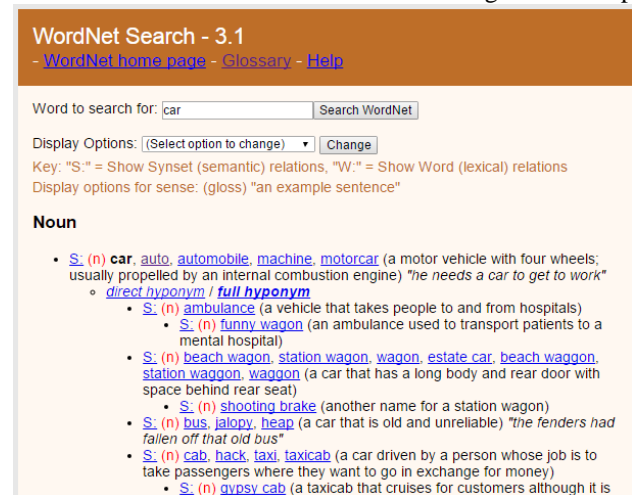 WordNet Search - 3.1
- WordNet home page - Glossary - Help
Word to search for: car Search WordNet
Display Options: (Select option to change) Change
Key: "S:" = Show Synset (semantic) relations, "W:" = Show Word (lexical) relations
Display options for sense: (gloss) "an example sentence"
Noun
• S: (n) car, auto, automobile, machine, motorcar (a motor vehicle with four wheels;
usually propelled by an internal combustion engine) "he needs a car to get to work"
◦ direct hyponym / full hyponym
• S: (n) ambulance (a vehicle that takes people to and from hospitals)
• S: (n) funny wagon (an ambulance used to transport patients to a
mental hospital)
• S: (n) beach wagon, station wagon, wagon, estate car, beach waggon,
station waggon, waggon (a car that has a long body and rear door with
space behind rear seat)
• S: (n) shooting brake (another name for a station wagon)
• S: (n) bus, jalopy, heap (a car that is old and unreliable) "the fenders had
fallen off that old bus"
• S: (n) cab, hack, taxi, taxicab (a car driven by a person whose job is to
take passengers where they want to go in exchange for money)
• S: (n) gypsy cab (a taxicab that cruises for customers although it is